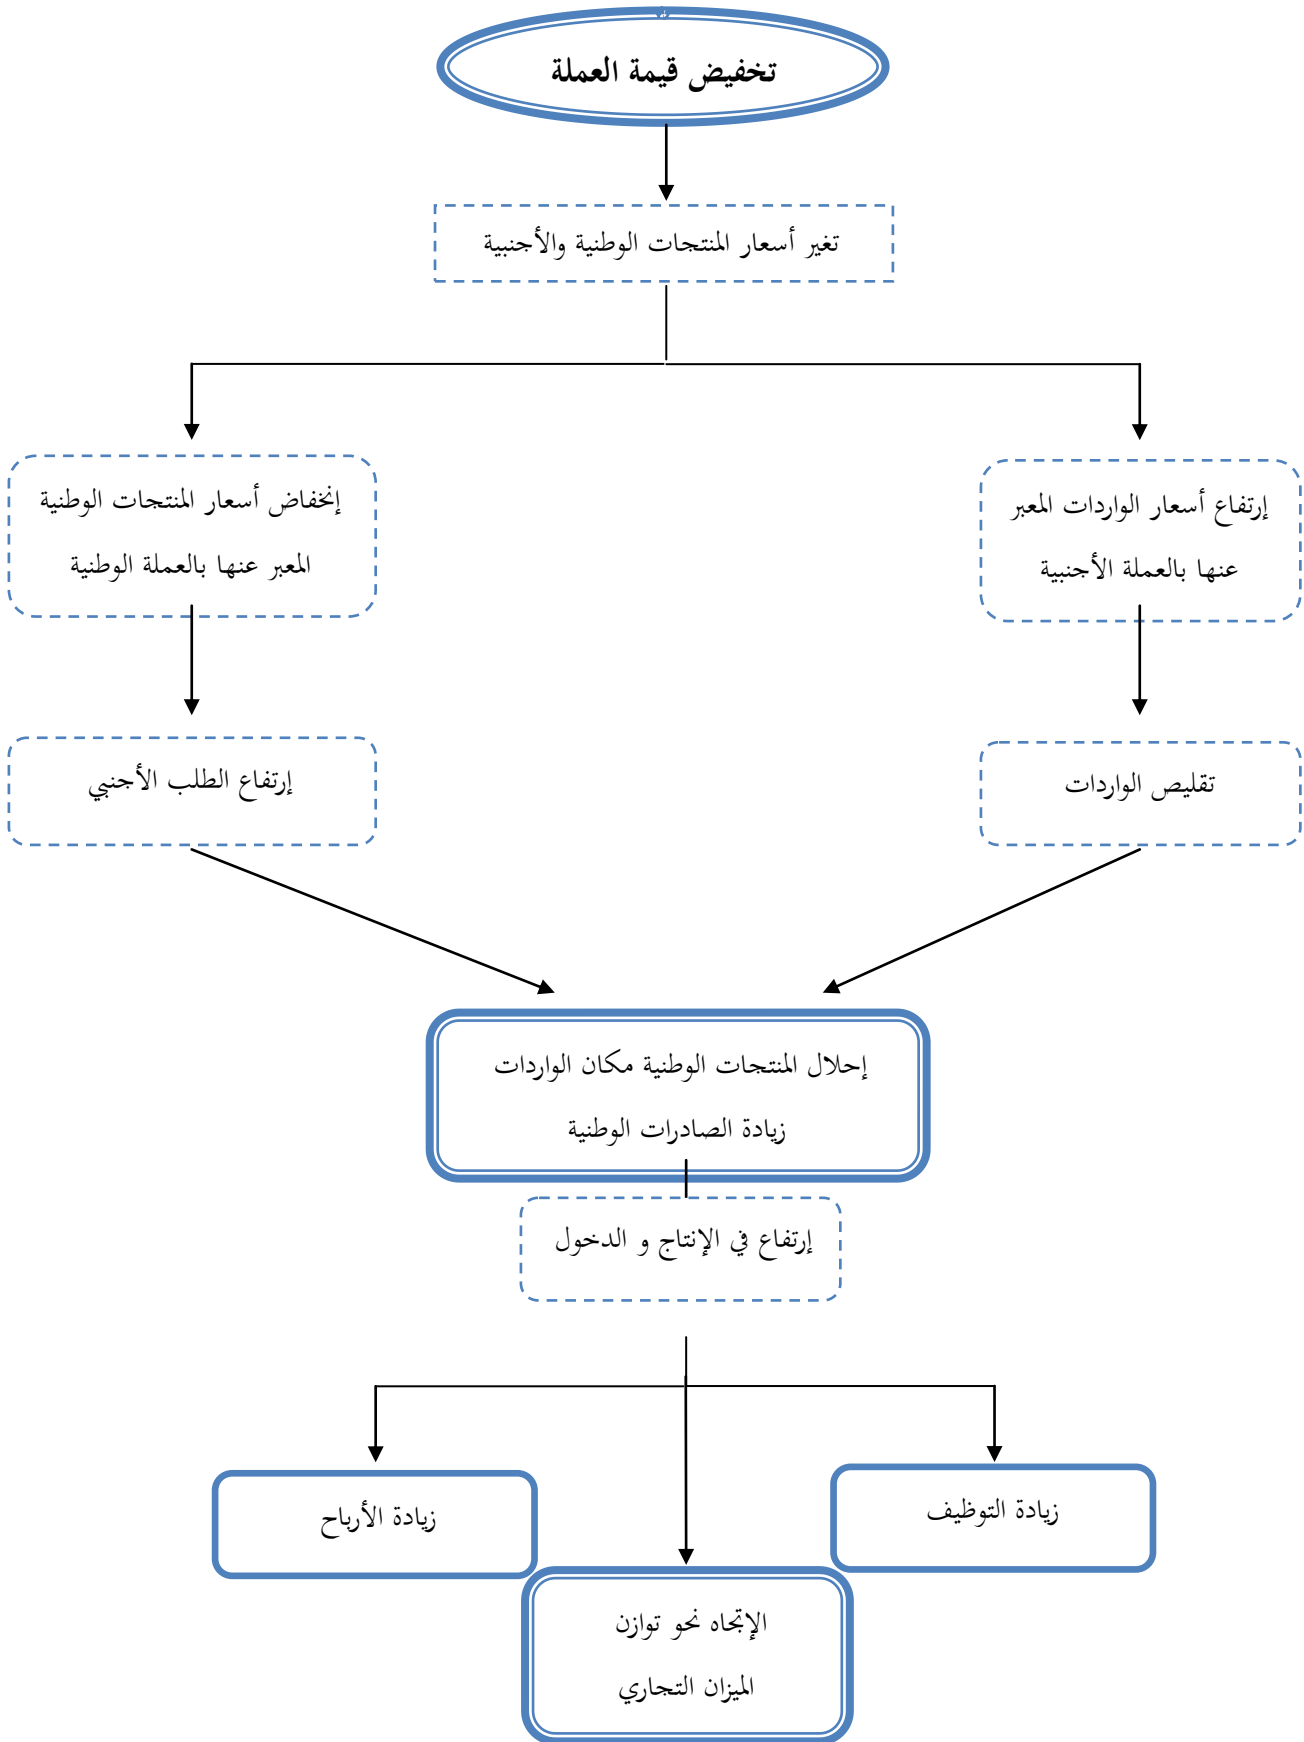 تخفيض قيمة العملة
تغير أسعار المنتجات الوطنية والأجنبية
إرتفاع أسعار الواردات المعبر
عنها بالعملة الأجنبية
إنخفاض أسعار المنتجات الوطنية
المعبر عنها بالعملة الوطنية
تقليص الواردات
إرتفاع الطلب الأجنبي
إحلال المنتجات الوطنية مكان الواردات
زيادة الصادرات الوطنية
إرتفاع في الإنتاج و الدخول
زيادة التوظيف
زيادة الأرباح
الإتجاه نحو توازن
الميزان التجاري